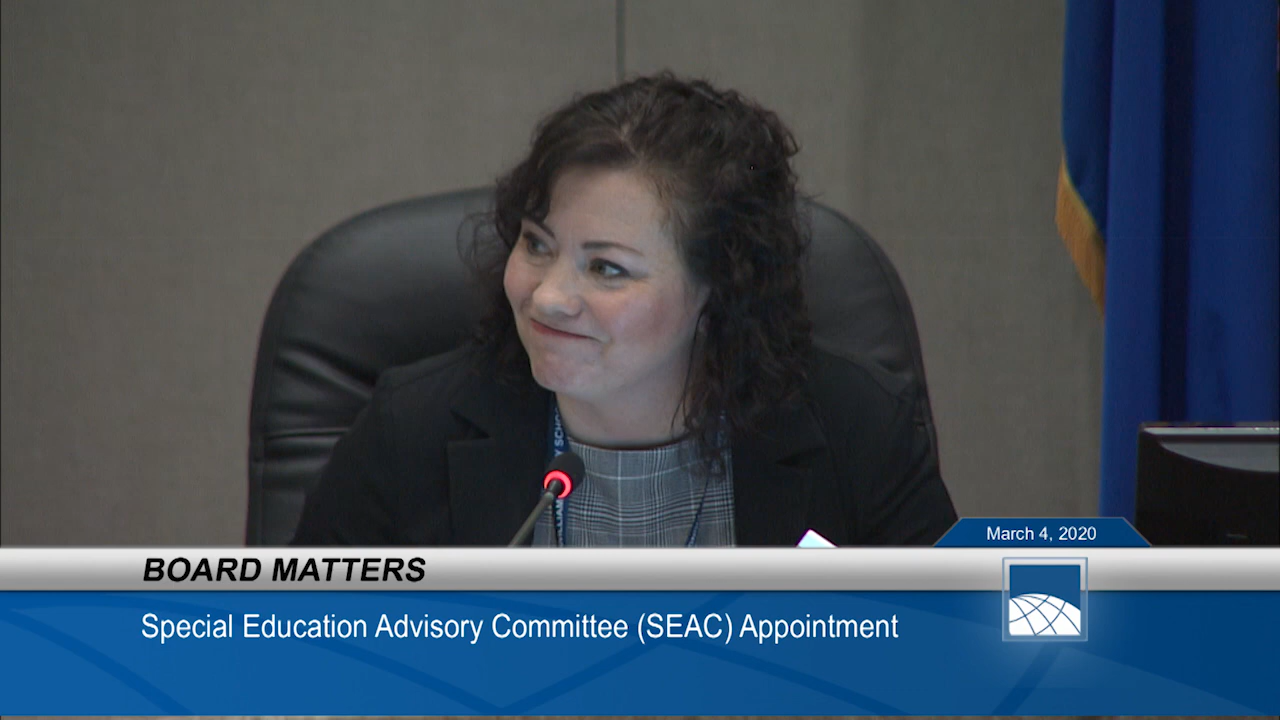 March 4, 2020
BOARD MATTERS
Special Education Advisory Committee (SEAC) Appointment